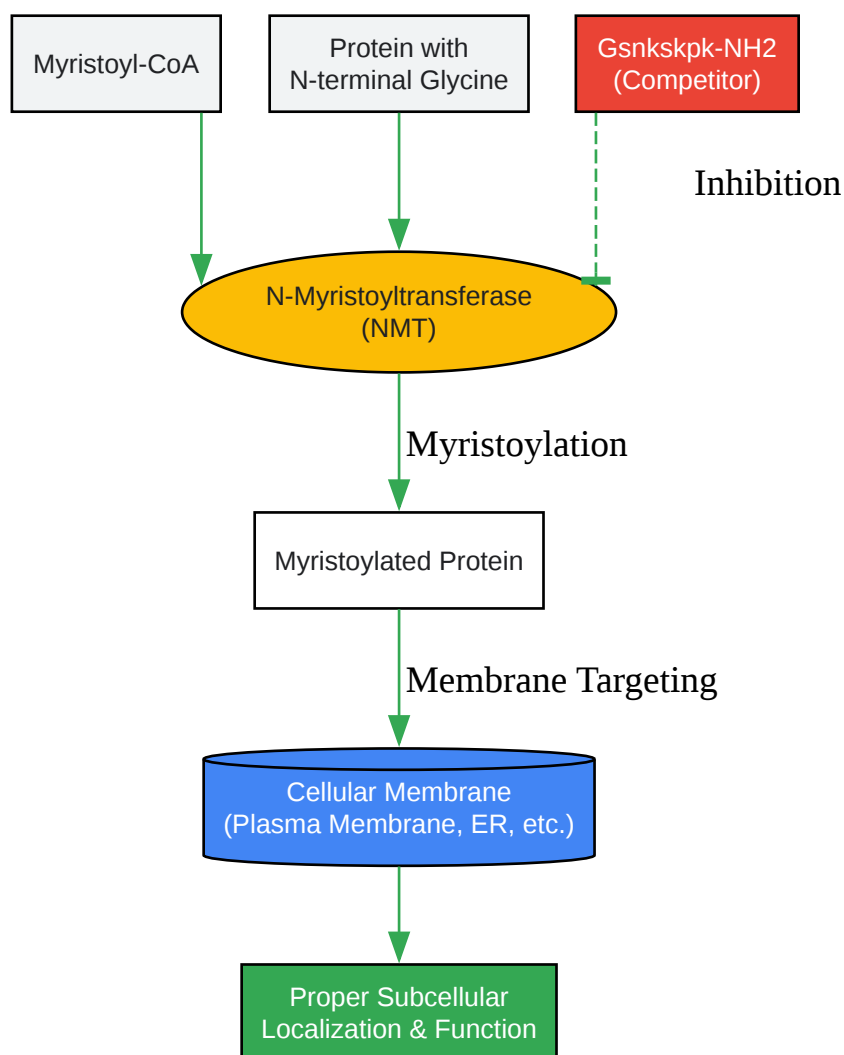 Myristoyl-CoA
Protein with
N-terminal Glycine
Gsnkskpk-NH2
(Competitor)
Inhibition
N-Myristoyltransferase
(NMT)
Myristoylation
Myristoylated Protein
Membrane Targeting
Cellular Membrane
(Plasma Membrane, ER, etc.)
Proper Subcellular
Localization & Function